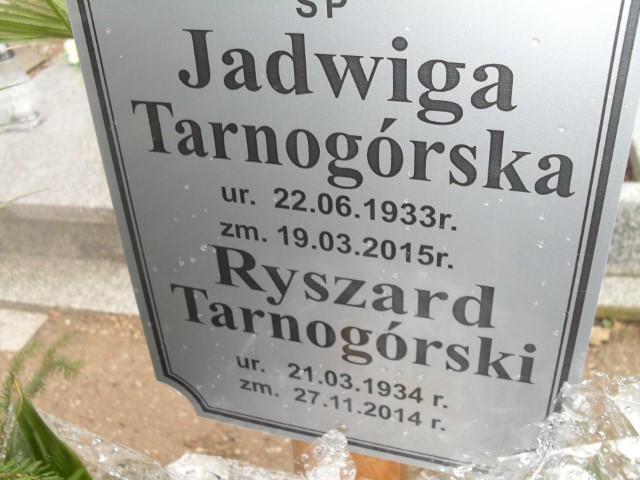 SP
Jadwiga
Tarnogórska
ur. 22.06.1933r.
zm. 19.03.2015r.
Ryszard
Tarnogórski
ur. 21.03.1934 r.
zm. 27.11.2014 r.